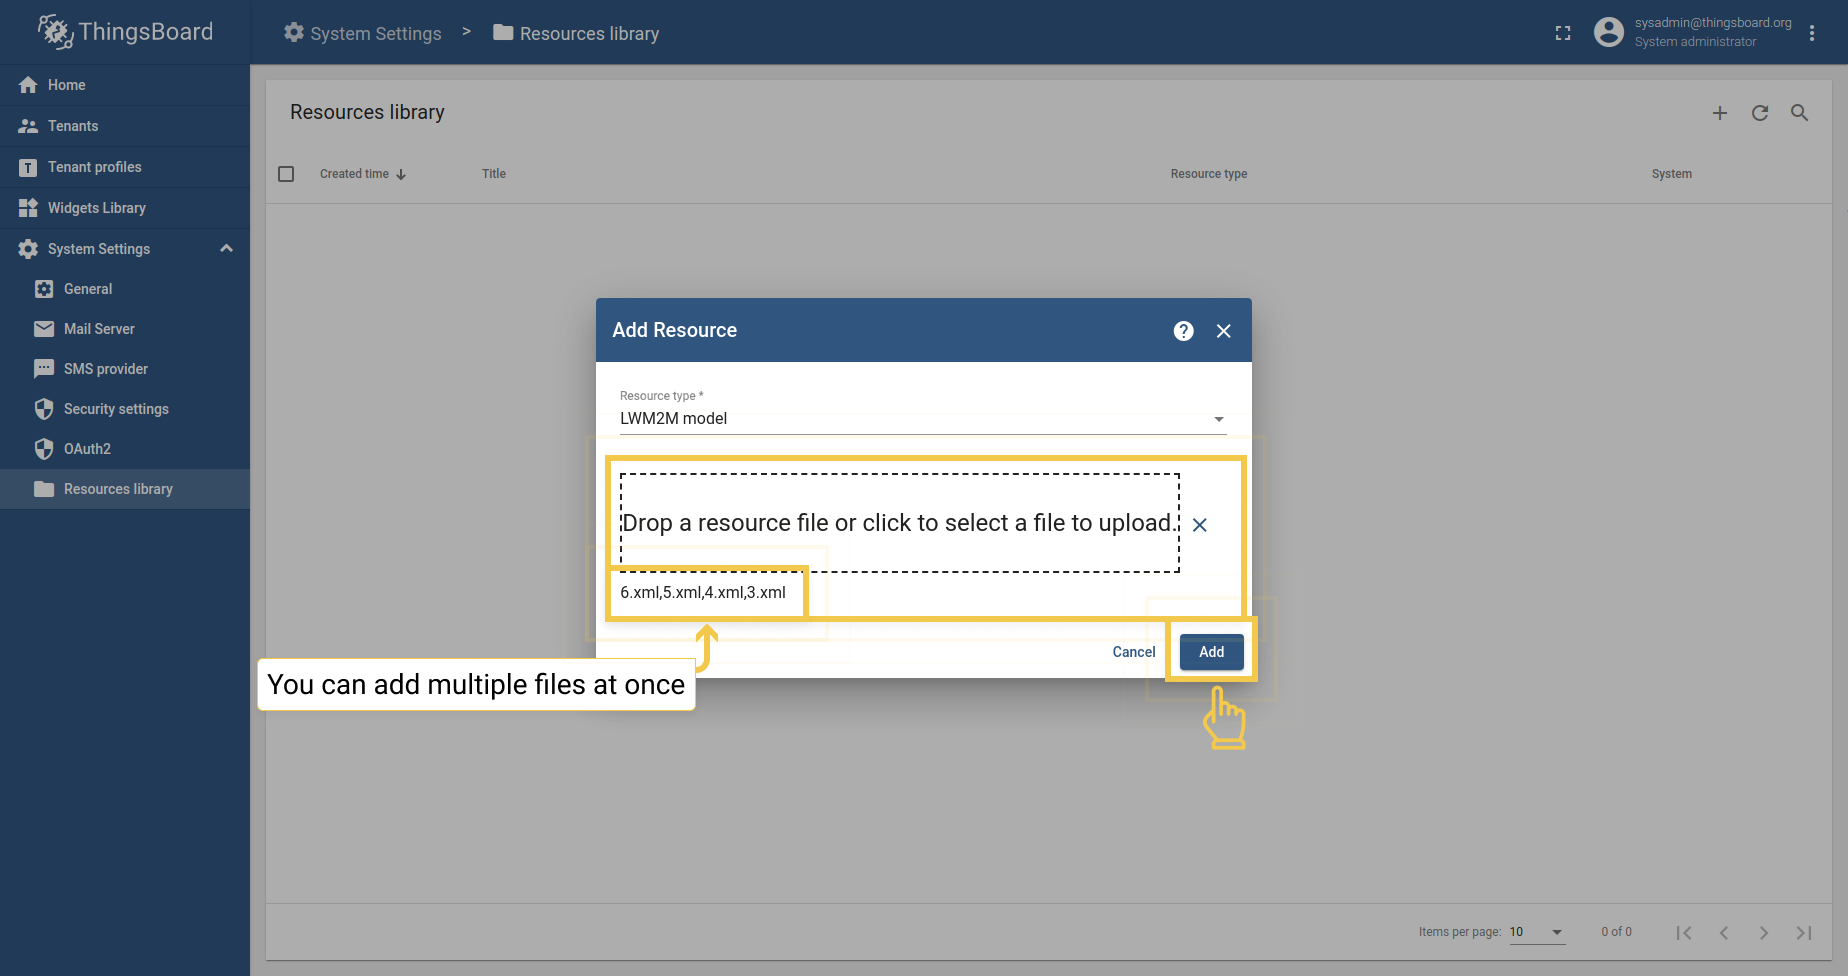 ThingsBoard
System Settings > Resources library
sysadmin@thingsboard.org
System administrator
Home
Tenants
Tenant profiles
Widgets Library
System Settings
General
Mail Server
SMS provider
Security settings
OAuth2
Resources library
Resources library
Created time Title Resource type System
Add Resource
Resource type *
LWM2M model
Drop a resource file or click to select a file to upload.
6.xml,5.xml,4.xml,3.xml
Cancel Add
You can add multiple files at once
Items per page: 10 0 of 0